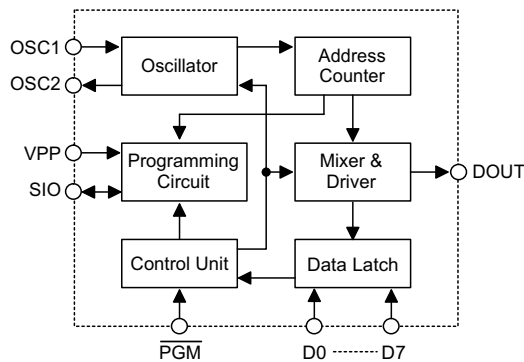 OSC1
OSC2
Oscillator
Address
Counter
VPP
SIO
Programming
Circuit
Mixer &
Driver
DOUT
Control Unit
Data Latch
PGM
D0
D7